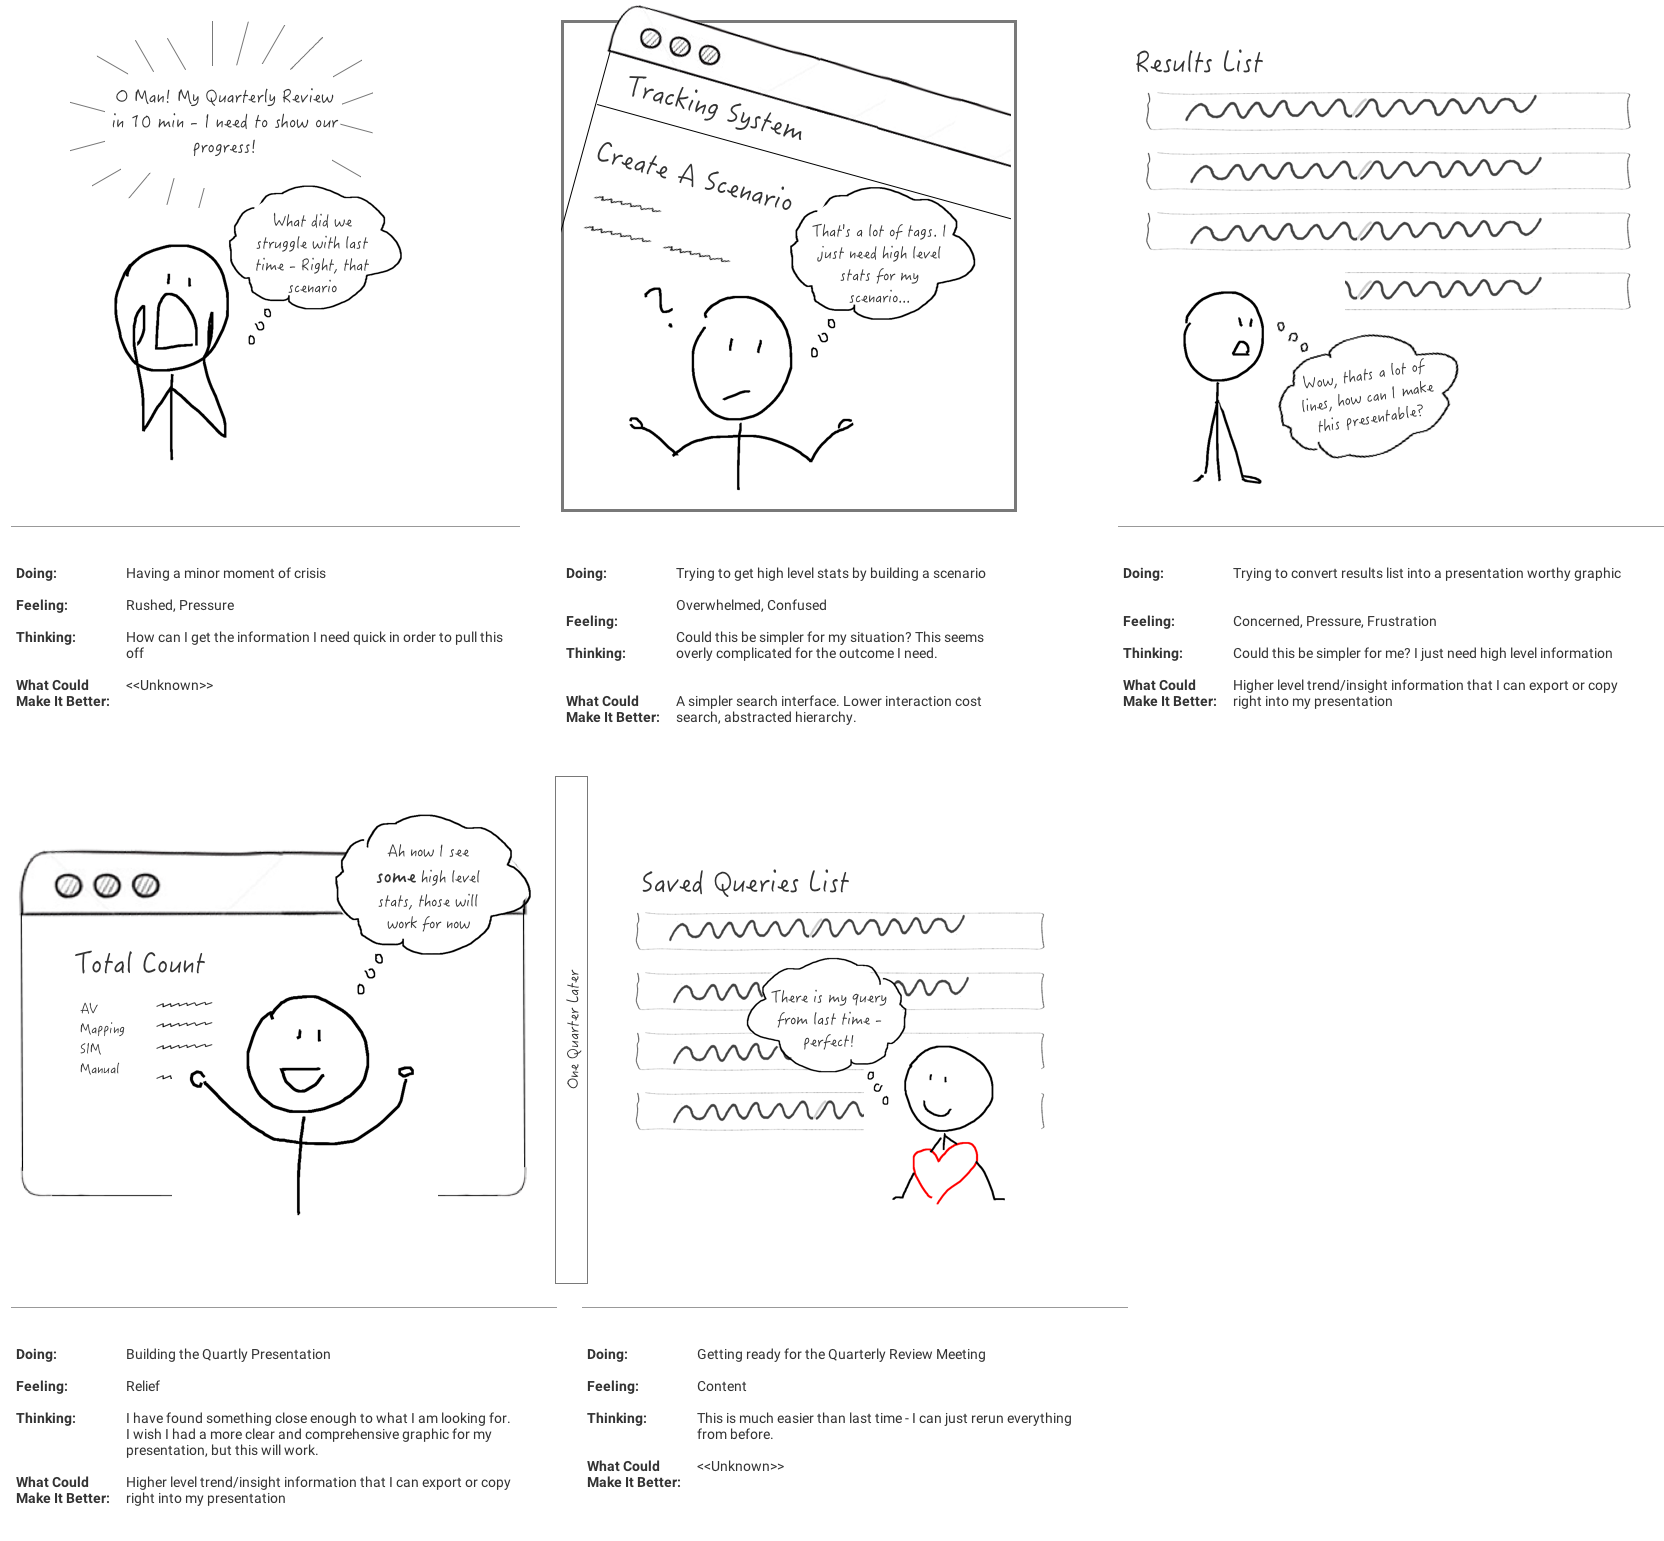 O Man! My Quarterly Review
in 10 min - I need to show our
progress!
What did we
struggle with last
time - Right, that
scenario
Doing: Having a minor moment of crisis
Feeling: Rushed, Pressure
Thinking: How can I get the information I need quick in order to pull this
off
What Could <<Unknown>>
Make It Better:
Tracking System
Create A Scenario
That's a lot of tags. I
just need high level
stats for my
scenario...
?
Doing: Trying to get high level stats by building a scenario
Overwhelmed, Confused
Feeling:
Could this be simpler for my situation? This seems
Thinking: overly complicated for the outcome I need.
What Could A simpler search interface. Lower interaction cost
Make It Better: search, abstracted hierarchy.
Results List
Wow, thats a lot of
lines, how can I make
this presentable?
Doing: Trying to convert results list into a presentation worthy graphic
Feeling: Concerned, Pressure, Frustration
Thinking: Could this be simpler for me? I just need high level information
What Could Higher level trend/insight information that I can export or copy
Make It Better: right into my presentation
Ah now I see
some high level
stats, those will
work for now
Total Count
AV
Mapping
SIM
Manual
Doing: Building the Quartly Presentation
Feeling: Relief
Thinking: I have found something close enough to what I am looking for.
I wish I had a more clear and comprehensive graphic for my
presentation, but this will work.
What Could Higher level trend/insight information that I can export or copy
Make It Better: right into my presentation
One Quarter Later
Saved Queries List
There is my query
from last time -
perfect!
Doing: Getting ready for the Quarterly Review Meeting
Feeling: Content
Thinking: This is much easier than last time - I can just rerun everything
from before.
What Could <<Unknown>>
Make It Better: